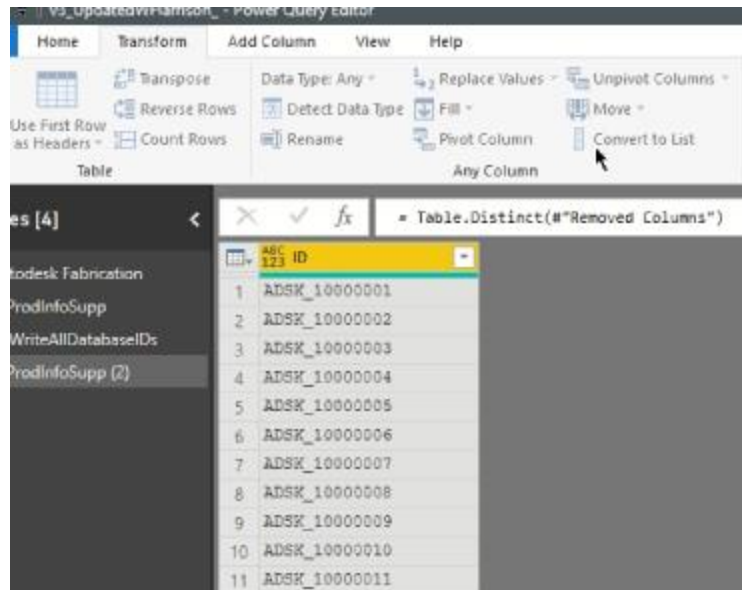 v3_UpdatedWHarrison_ - Power Query Editor
Home Transform Add Column View Help
Transpose
Reverse Rows
Count Rows
Use First Row
as Headers
Table
Data Type: Any
Detect Data Type
Rename
Replace Values
Fill
Pivot Column
Unpivot Columns
Move
Convert to List
Any Column
es [4]
fx = Table.Distinct(#"Removed Columns")
todesk Fabrication
ProdInfoSupp
WriteAllDatabaseIDs
ProdInfoSupp (2)
ABC
123 ID
1 ADSK_10000001
2 ADSK_10000002
3 ADSK_10000003
4 ADSK_10000004
5 ADSK_10000005
6 ADSK_10000006
7 ADSK_10000007
8 ADSK_10000008
9 ADSK_10000009
10 ADSK_10000010
11 ADSK_10000011